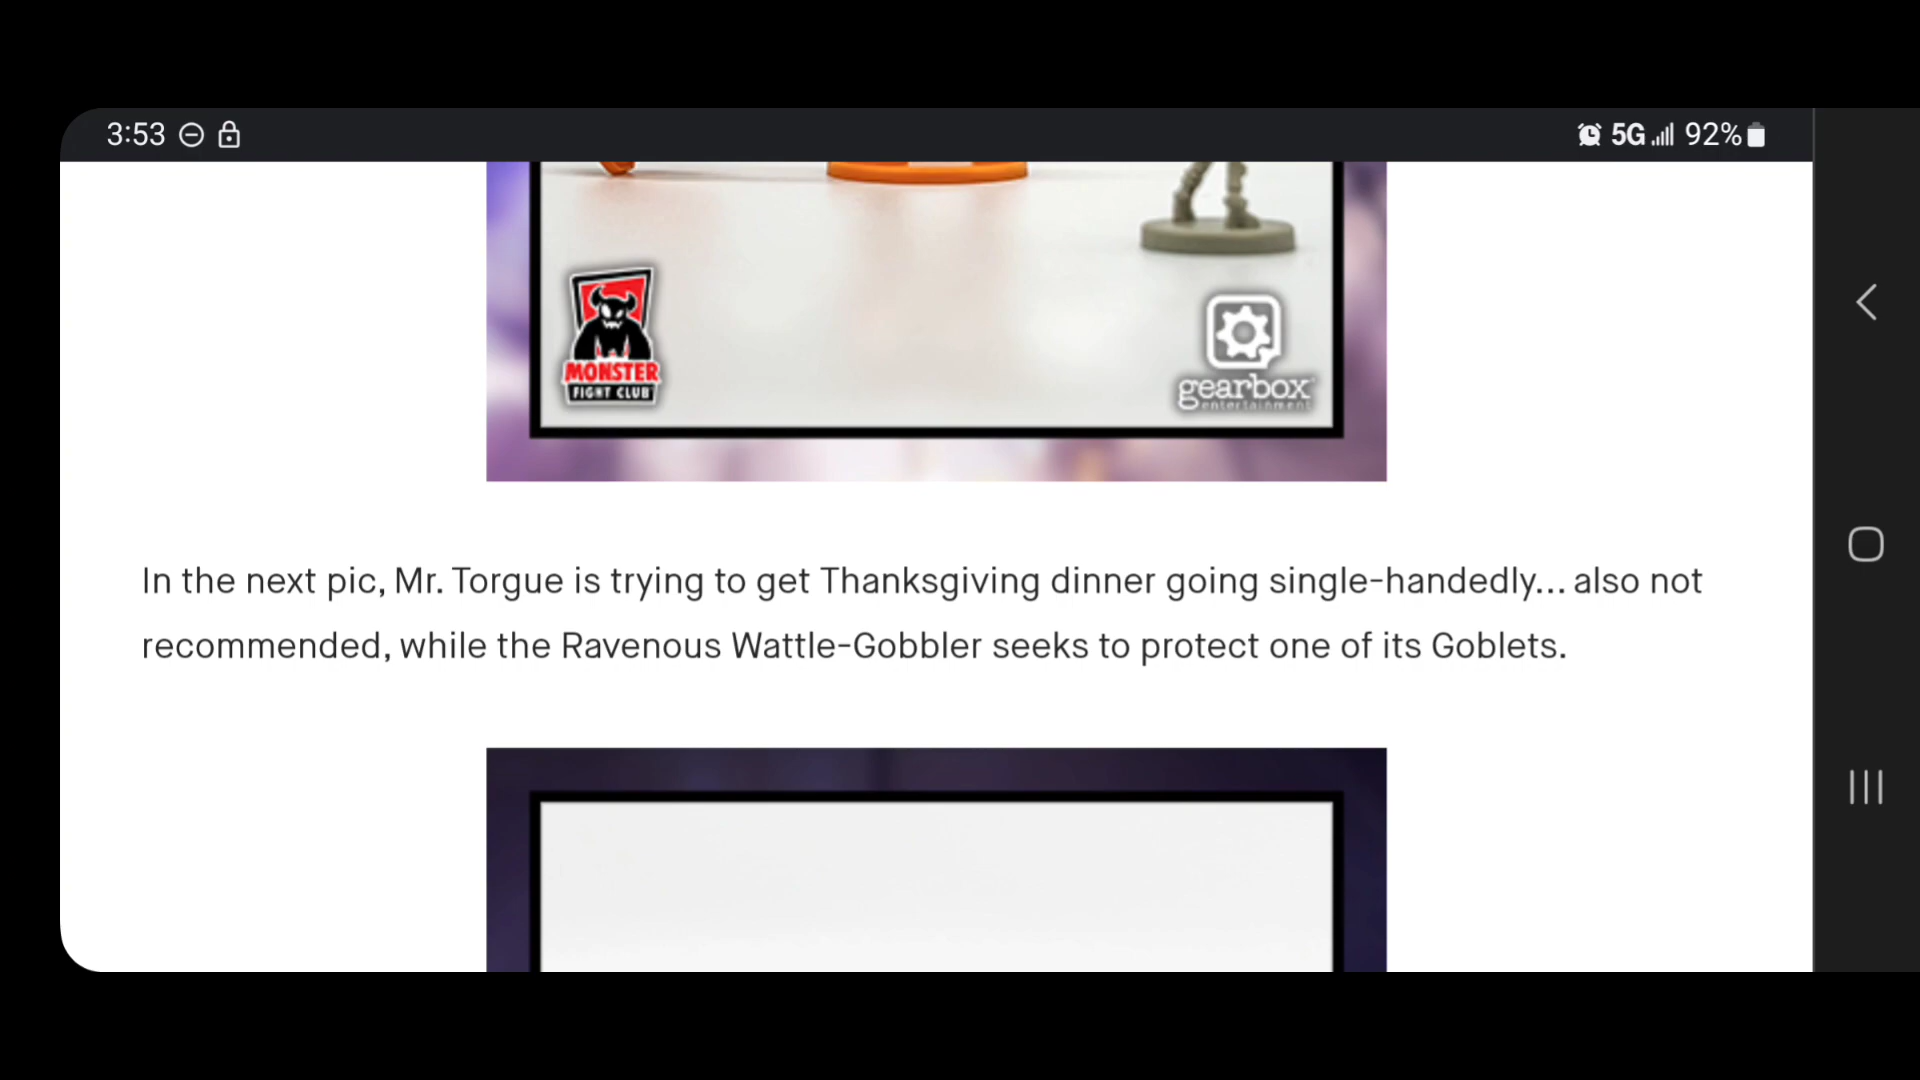 3:53
5G 92%
MONSTER
FIGHT CLUB
gearbox
entertainment
In the next pic, Mr. Torgue is trying to get Thanksgiving dinner going single-handedly... also not
recommended, while the Ravenous Wattle-Gobbler seeks to protect one of its Goblets.